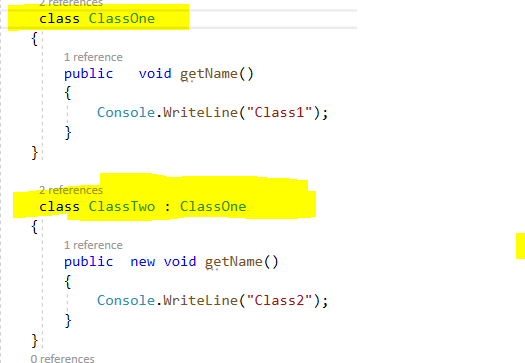 2 references
class ClassOne
{
1 reference
public void getName()
{
Console.WriteLine("Class1");
}
}
2 references
class ClassTwo : ClassOne
{
1 reference
public new void getName()
{
Console.WriteLine("Class2");
}
}
0 references